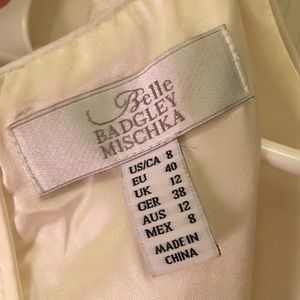 Belle
BADGLEY
MISCHKA
US/CA 8
EU 40
UK 12
GER 38
AUS 12
MEX 8
MADE IN
CHINA